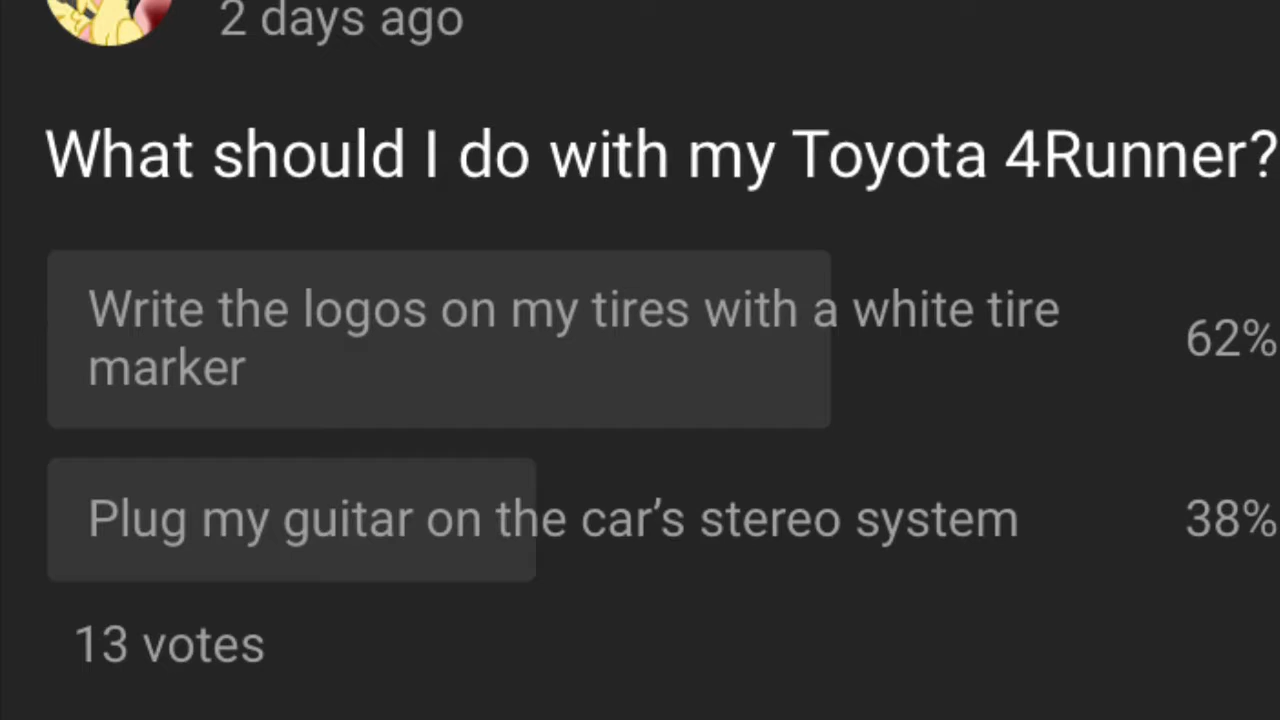 2 days ago
What should I do with my Toyota 4Runner?
Write the logos on my tires with a white tire
marker
62%
Plug my guitar on the car’s stereo system
38%
13 votes